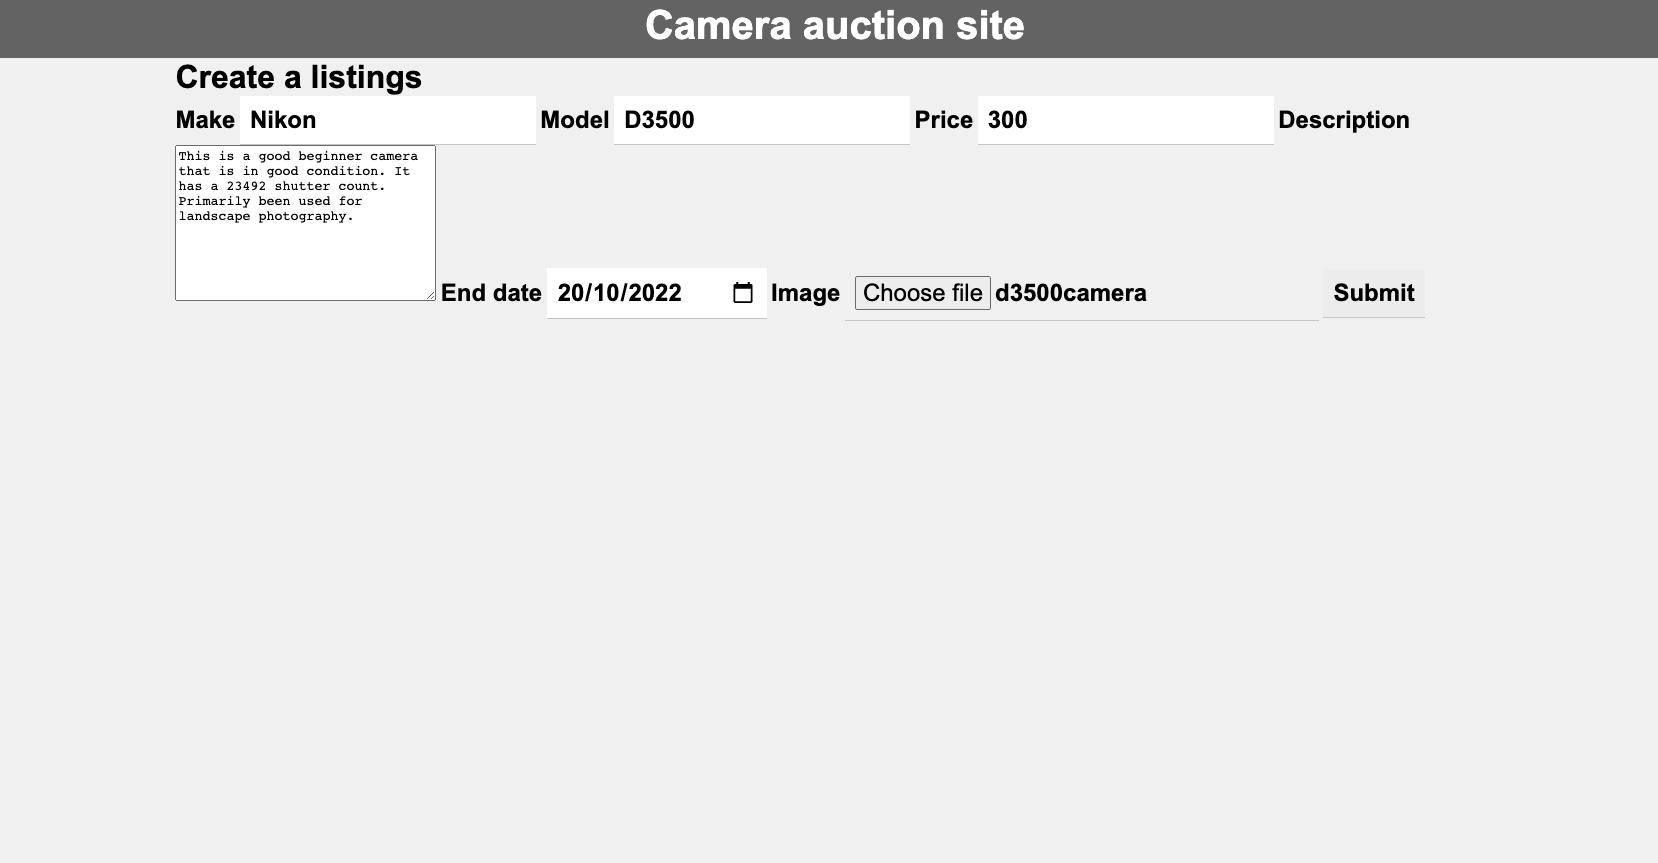 Camera auction site
Create a listings
Make Nikon Model D3500 Price 300 Description
This is a good beginner camera
that is in good condition. It
has a 23492 shutter count.
Primarily been used for
landscape photography.
End date 20/10/2022 Image Choose file d3500camera Submit